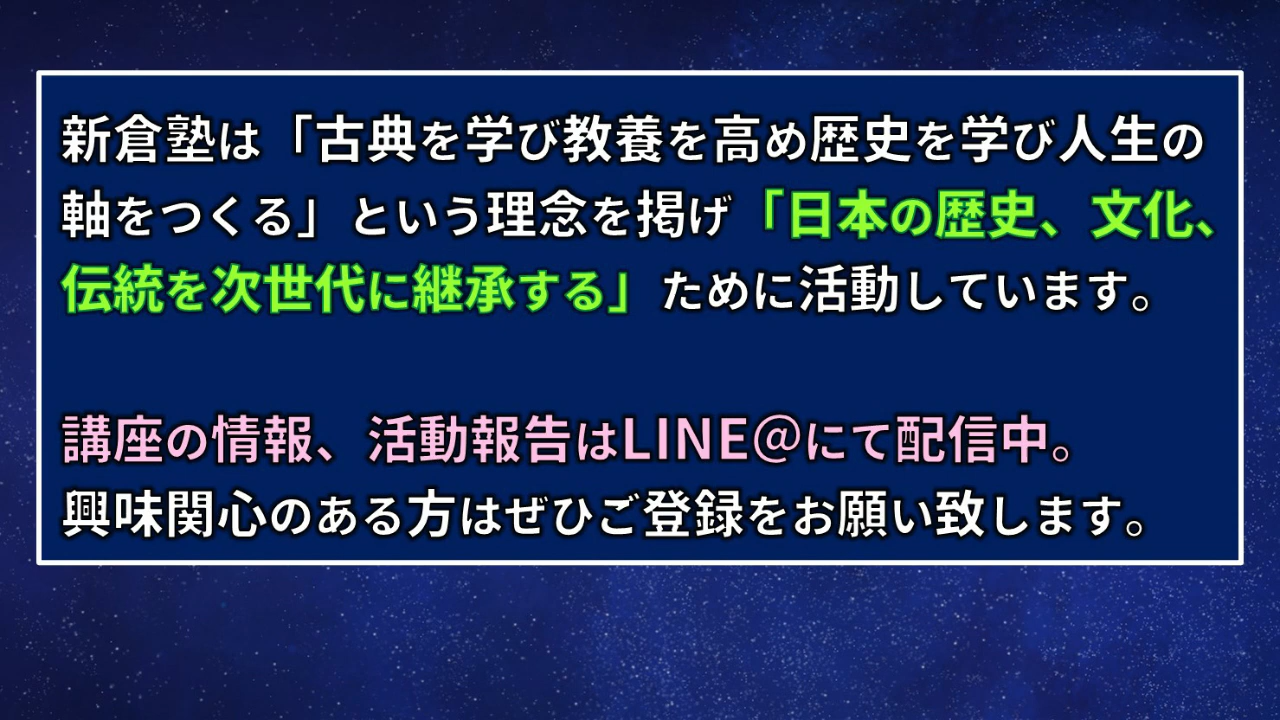 新倉塾は「古典を学び教養を高め歴史を学び人生の
軸をつくる」という理念を掲げ「日本の歴史、文化、
伝統を次世代に継承する」ために活動しています。
講座の情報、活動報告はLINE@にて配信中。
興味関心のある方はぜひご登録をお願い致します。